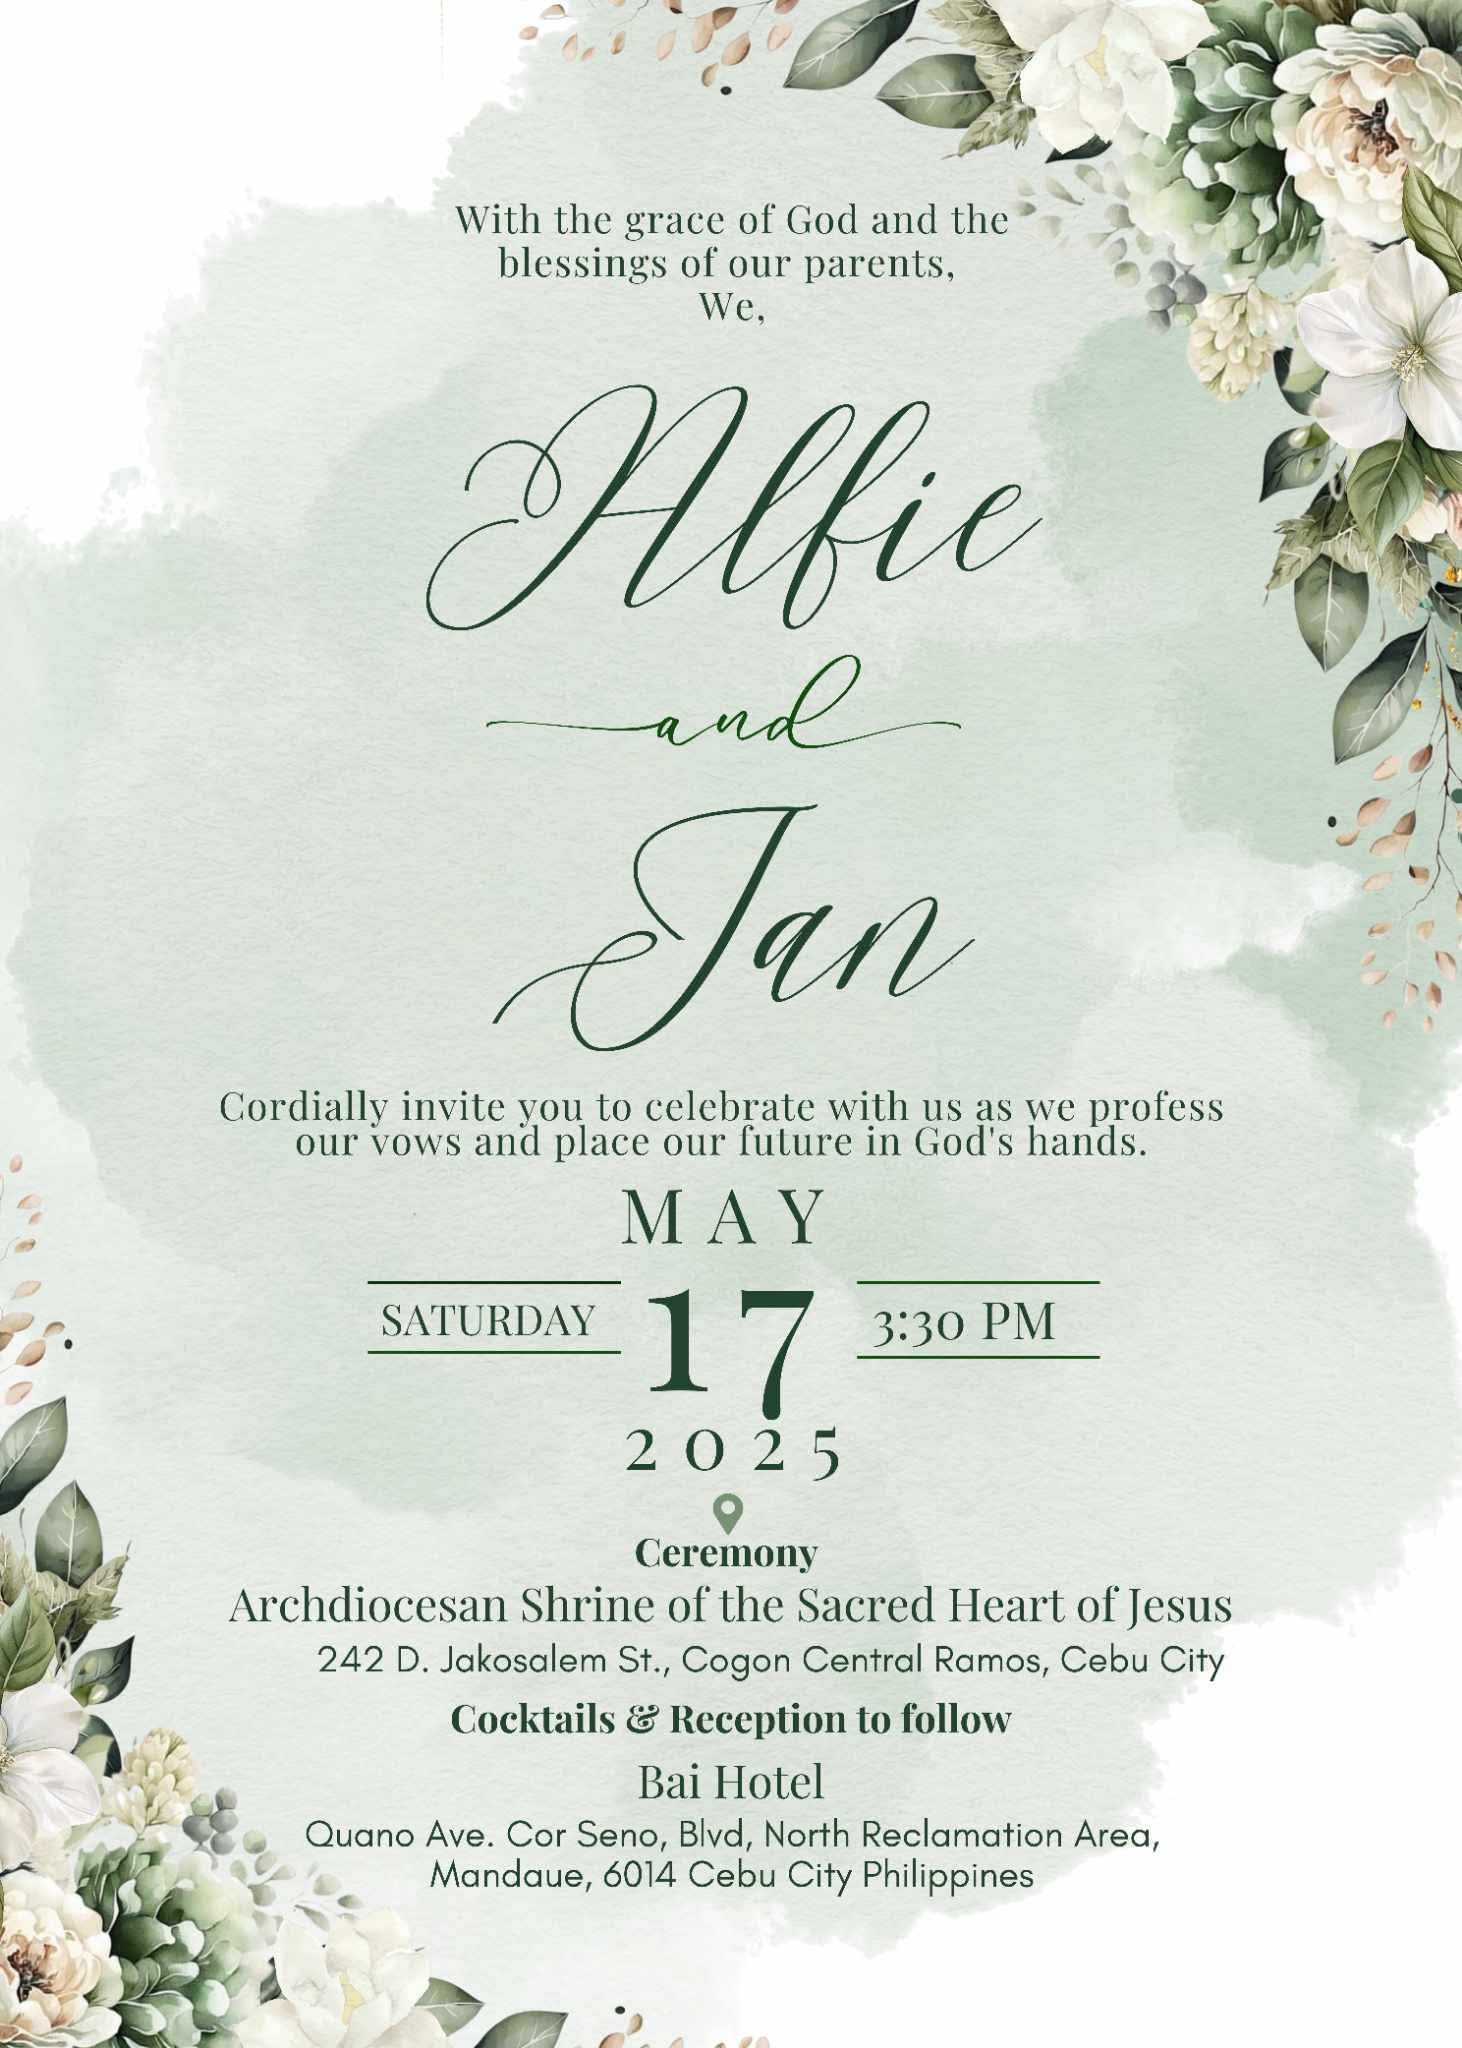 With the grace of God and the
blessings of our parents,
We,
Alfie
and
Jan
Cordially invite you to celebrate with us as we profess
our vows and place our future in God's hands.
MAY
SATURDAY
17
3:30 PM
2025
Ceremony
Archdiocesan Shrine of the Sacred Heart of Jesus
242 D. Jakosalem St., Cogon Central Ramos, Cebu City
Cocktails & Reception to follow
Bai Hotel
Quano Ave. Cor Seno, Blvd, North Reclamation Area,
Mandaue, 6014 Cebu City Philippines